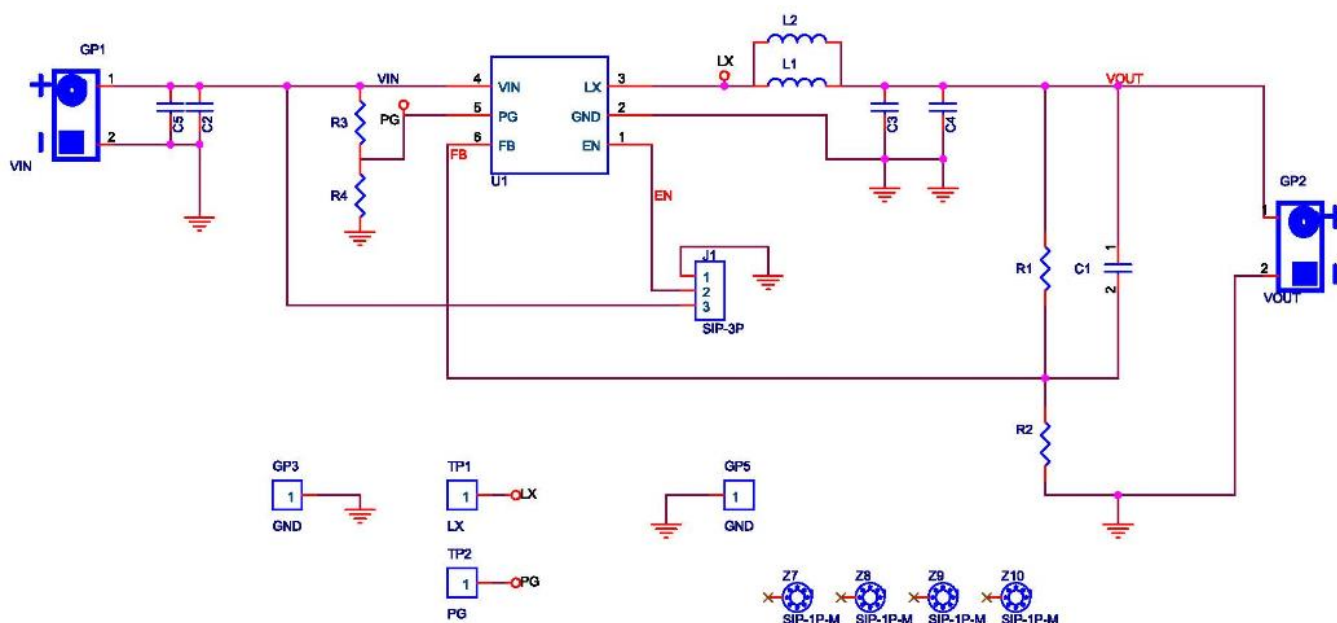 L2
GP1
LX
L1
1
VIN
4
VIN
LX
3
VOUT
C5
C2
R3
PG
5
PG
GND
2
C3
C4
2
6
FB
EN
1
VIN
FB
U1
R4
EN
GP2
1
J1
1
2
3
SIP-3P
R1
C1
1
2
2
VOUT
R2
GP3
1
GND
TP1
1
LX
LX
GP5
1
GND
TP2
1
PG
PG
Z7
Z8
Z9
Z10
SIP-1P-M
SIP-1P-M
SIP-1P-M
SIP-1P-M